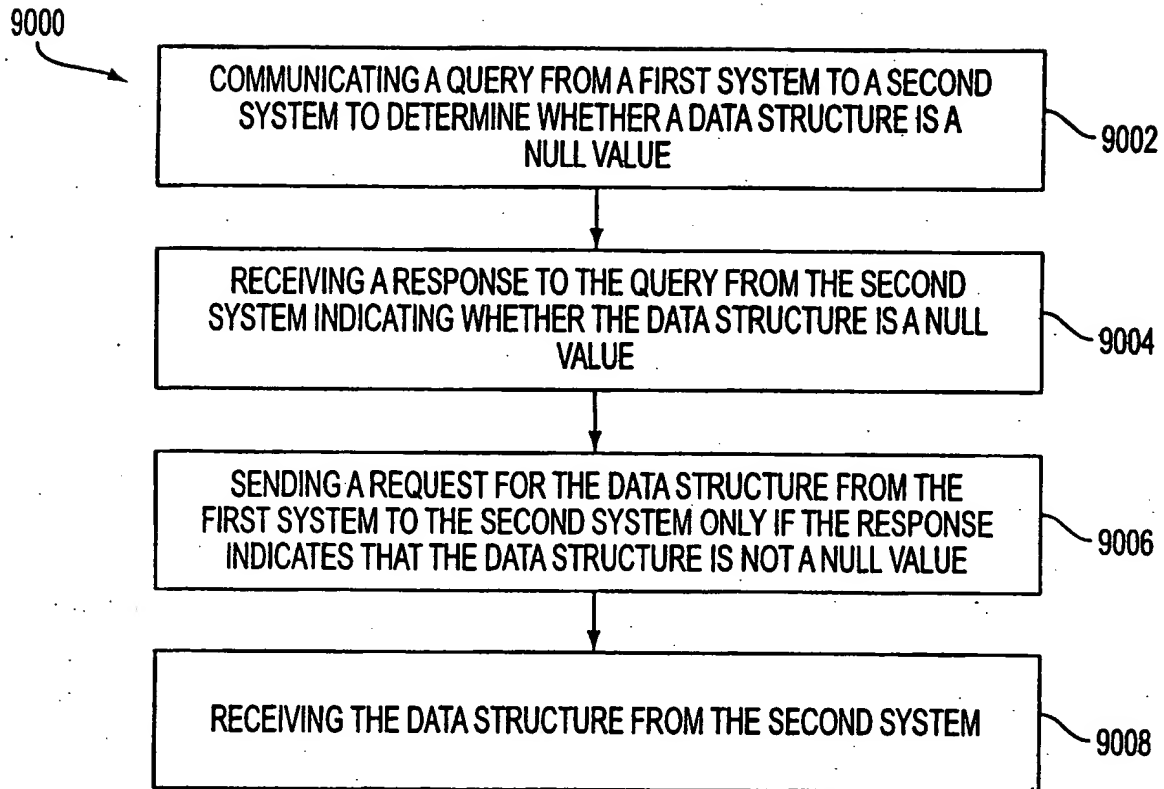 9000
COMMUNICATING A QUERY FROM A FIRST SYSTEM TO A SECOND
SYSTEM TO DETERMINE WHETHER A DATA STRUCTURE IS A
NULL VALUE
9002
RECEIVING A RESPONSE TO THE QUERY FROM THE SECOND
SYSTEM INDICATING WHETHER THE DATA STRUCTURE IS A NULL
VALUE
9004
SENDING A REQUEST FOR THE DATA STRUCTURE FROM THE
FIRST SYSTEM TO THE SECOND SYSTEM ONLY IF THE RESPONSE
INDICATES THAT THE DATA STRUCTURE IS NOT A NULL VALUE
9006
RECEIVING THE DATA STRUCTURE FROM THE SECOND SYSTEM
9008